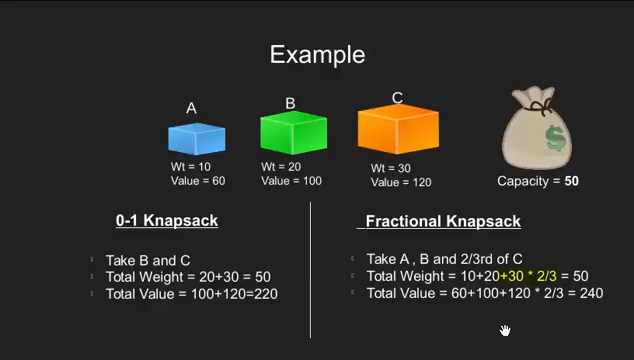 Example
A
B
C
Wt = 10
Value = 60
Wt = 20
Value = 100
Wt = 30
Value = 120
$
Capacity = 50
0-1 Knapsack
Take B and C
Total Weight = 20+30 = 50
Total Value = 100+120=220
Fractional Knapsack
Take A , B and 2/3rd of C
Total Weight = 10+20+30 * 2/3 = 50
Total Value = 60+100+120 * 2/3 = 240